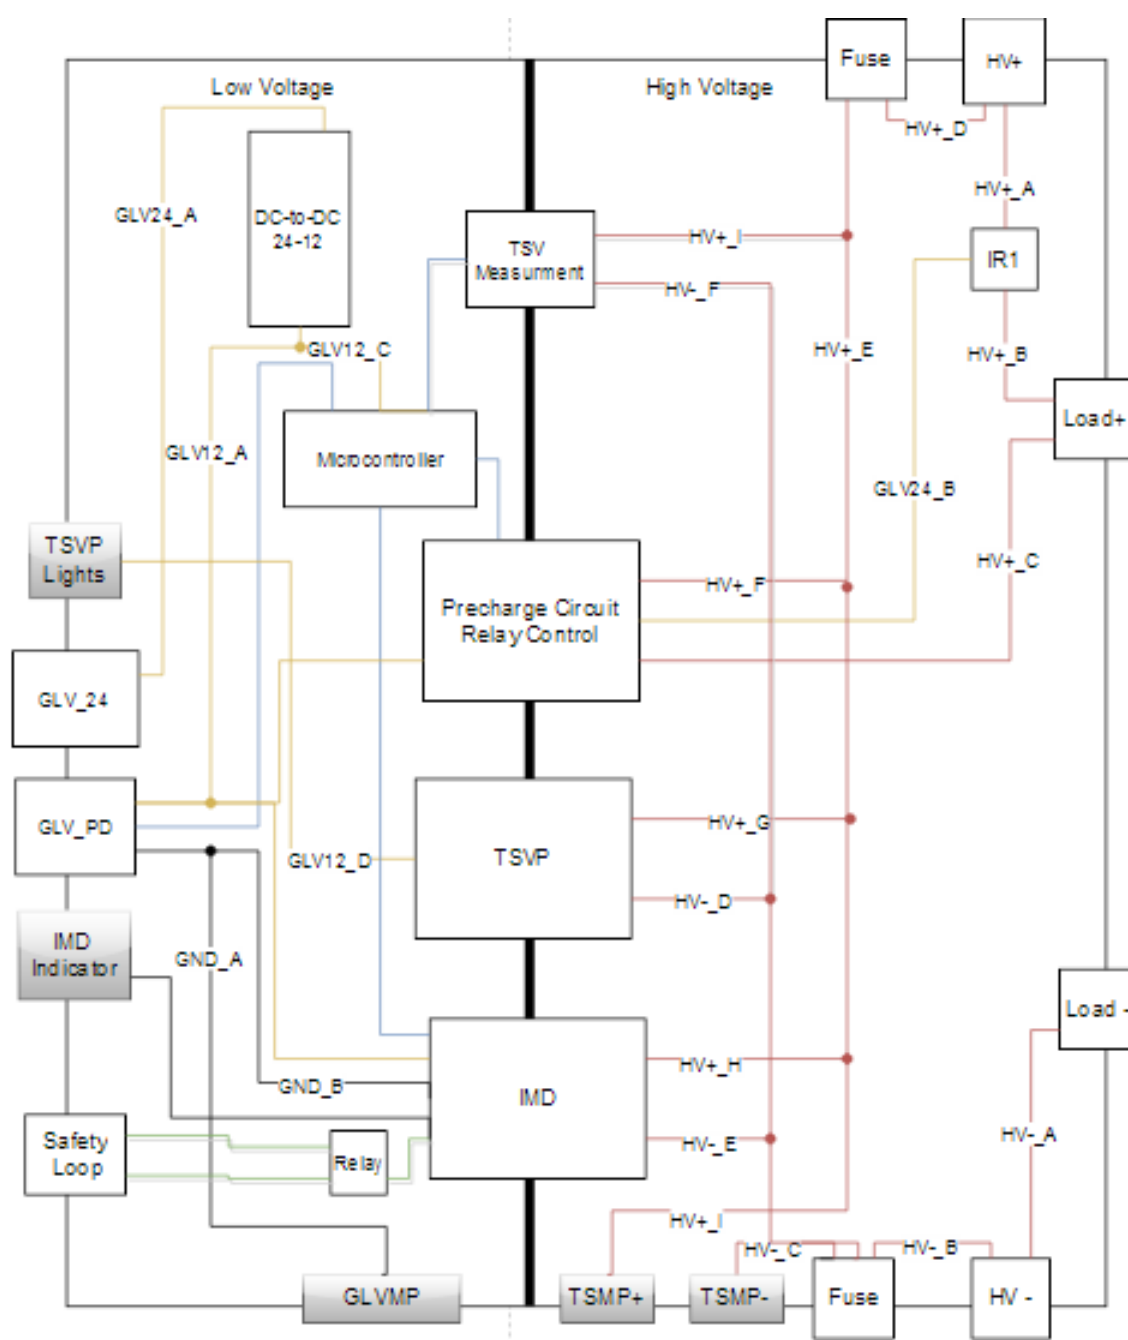 Fuse
HV+
Low Voltage
High Voltage
HV+_D
HV+_A
GLV24_A
DC-to-DC
24-12
TSV
Measurment
HV+_I
HV-_F
IR1
GLV12_C
HV+_E
HV+_B
Load+
GLV12_A
Microcontroller
GLV24_B
TSVP
Lights
HV+_C
Precharge Circuit
Relay Control
HV+_F
GLV_24
GLV_PD
HV+_G
GLV12_D
TSVP
HV-_D
IMD
Indicator
GND_A
Load -
HV+_H
GND_B
IMD
HV-_E
HV-_A
Safety
Loop
Relay
HV+_I
HV-_C
HV-_B
GLVMP
TSMP+
TSMP-
Fuse
HV -